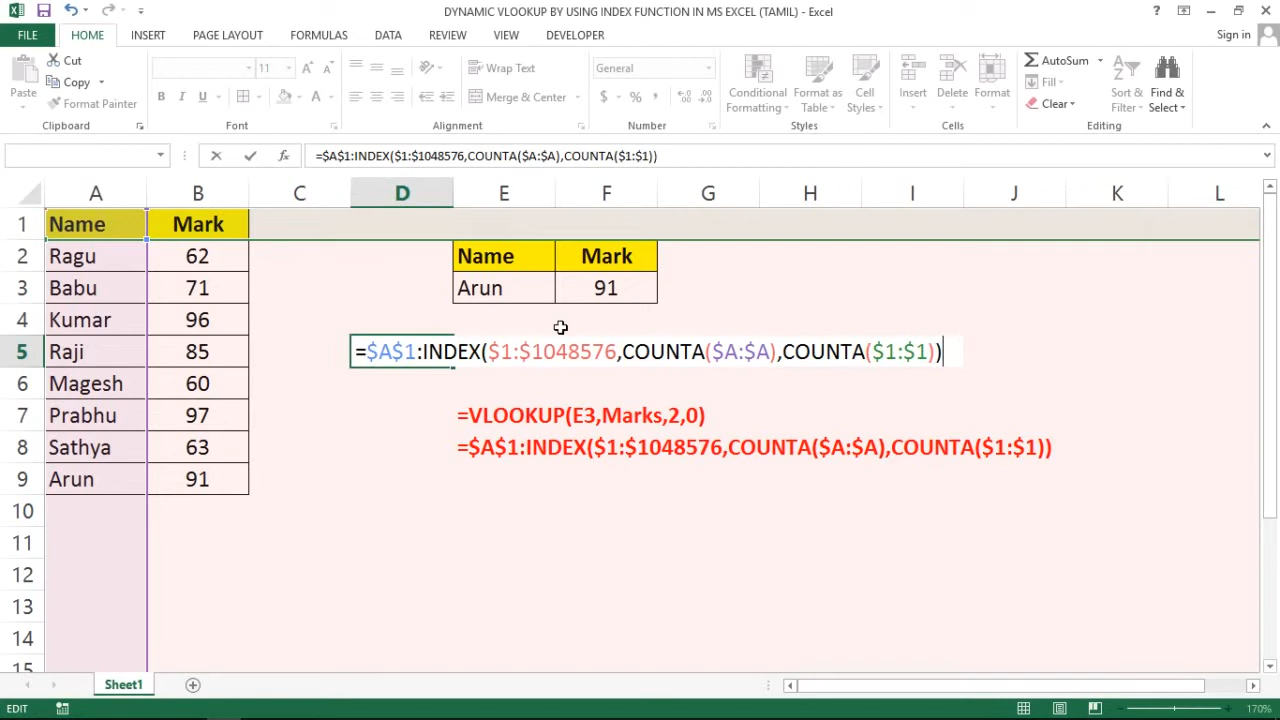 DYNAMIC VLOOKUP BY USING INDEX FUNCTION IN MS EXCEL (TAMIL) - Excel
FILE HOME INSERT PAGE LAYOUT FORMULAS DATA REVIEW VIEW DEVELOPER Sign in
Cut
Copy
Format Painter
Paste
Clipboard
11
B I U A
Font
Wrap Text
Merge & Center
Alignment
General
$ % ,
Number
Conditional Formatting
Format as Table
Cell Styles
Styles
Insert Delete Format
Cells
AutoSum
Fill
Clear
Sort & Filter
Find & Select
Editing
=$A$1:INDEX($1:$1048576,COUNTA($A:$A),COUNTA($1:$1))
A B C D E F G H I J K L
1 Name Mark
2 Ragu 62 Name Mark
3 Babu 71 Arun 91
4 Kumar 96
5 Raji 85 =$A$1:INDEX($1:$1048576,COUNTA($A:$A),COUNTA($1:$1))
6 Magesh 60
7 Prabhu 97 =VLOOKUP(E3,Marks,2,0)
8 Sathya 63 =$A$1:INDEX($1:$1048576,COUNTA($A:$A),COUNTA($1:$1))
9 Arun 91
10
11
12
13
14
15
Sheet1
EDIT 170%